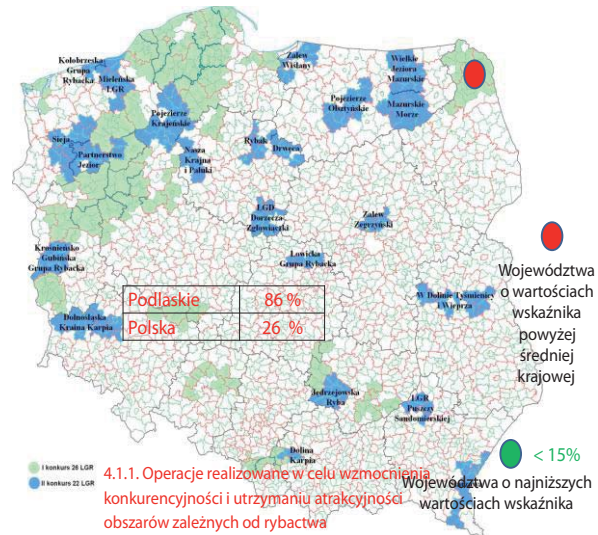 Kołobrzeska
Grupa
Rybacka
Mieleńska
LGR
Zalew
Wiślany
Wielkie
Jeziora
Mazurskie
Mazurskie
Morze
Pojezierze
Olsztyńskie
Pojezierze
Krajeńskie
Sieja
Partnerstwo
Jezior
Nasza
Krajna
i Pałuki
Rybak
Drwęca
LGD
Dorzecza
Zgłowiączki
Zalew
Zegrzyński
Łowicka
Grupa Rybacka
Krośnieńsko
Gubińska
Grupa Rybacka
W Dolinie Tyśmienicy
i Wieprza
Dolnośląska
Kraina Karpia
Podlaskie 86 %
Polska 26 %
Województwa
o wartościach
wskaźnika
powyżej
średniej
krajowej
Jędrzejowska
Ryba
LGR
Puszczy
Sandomierskiej
Dolina
Karpia
I konkurs 26 LGR
II konkurs 22 LGR
4.1.1. Operacje realizowane w celu wzmocnienia
konkurencyjności i utrzymaniu atrakcyjności
obszarów zależnych od rybactwa
< 15%
Województwa o najniższych
wartościach wskaźnika